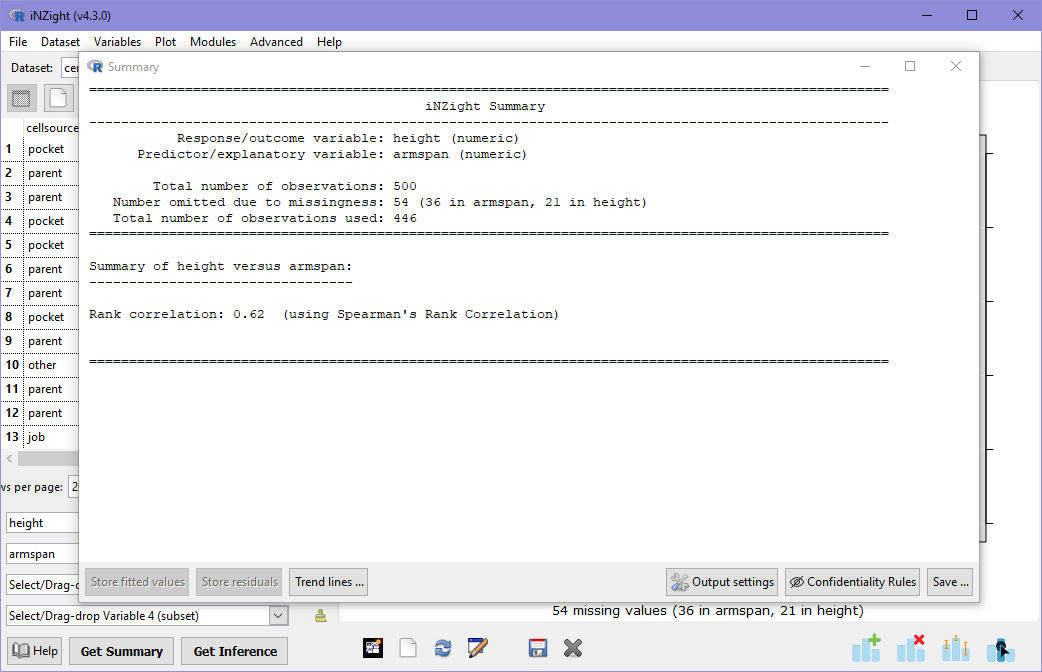 iNZight (v4.3.0)
File Dataset Variables Plot Modules Advanced Help
Dataset:
Summary
================================================================================
iNZight Summary
--------------------------------------------------------------------------------
Response/outcome variable: height (numeric)
Predictor/explanatory variable: armspan (numeric)
Total number of observations: 500
Number omitted due to missingness: 54 (36 in armspan, 21 in height)
Total number of observations used: 446
================================================================================
Summary of height versus armspan:
---------------------------------
Rank correlation: 0.62 (using Spearman's Rank Correlation)
================================================================================
cellsource
1 pocket
2 parent
3 parent
4 pocket
5 pocket
6 parent
7 parent
8 pocket
9 parent
10 other
11 parent
12 parent
13 job
vs per page: 2
height
armspan
Select/Drag-d
Store fitted values Store residuals Trend lines ... Output settings Confidentiality Rules Save ...
Select/Drag-drop Variable 4 (subset)
54 missing values (36 in armspan, 21 in height)
Help Get Summary Get Inference